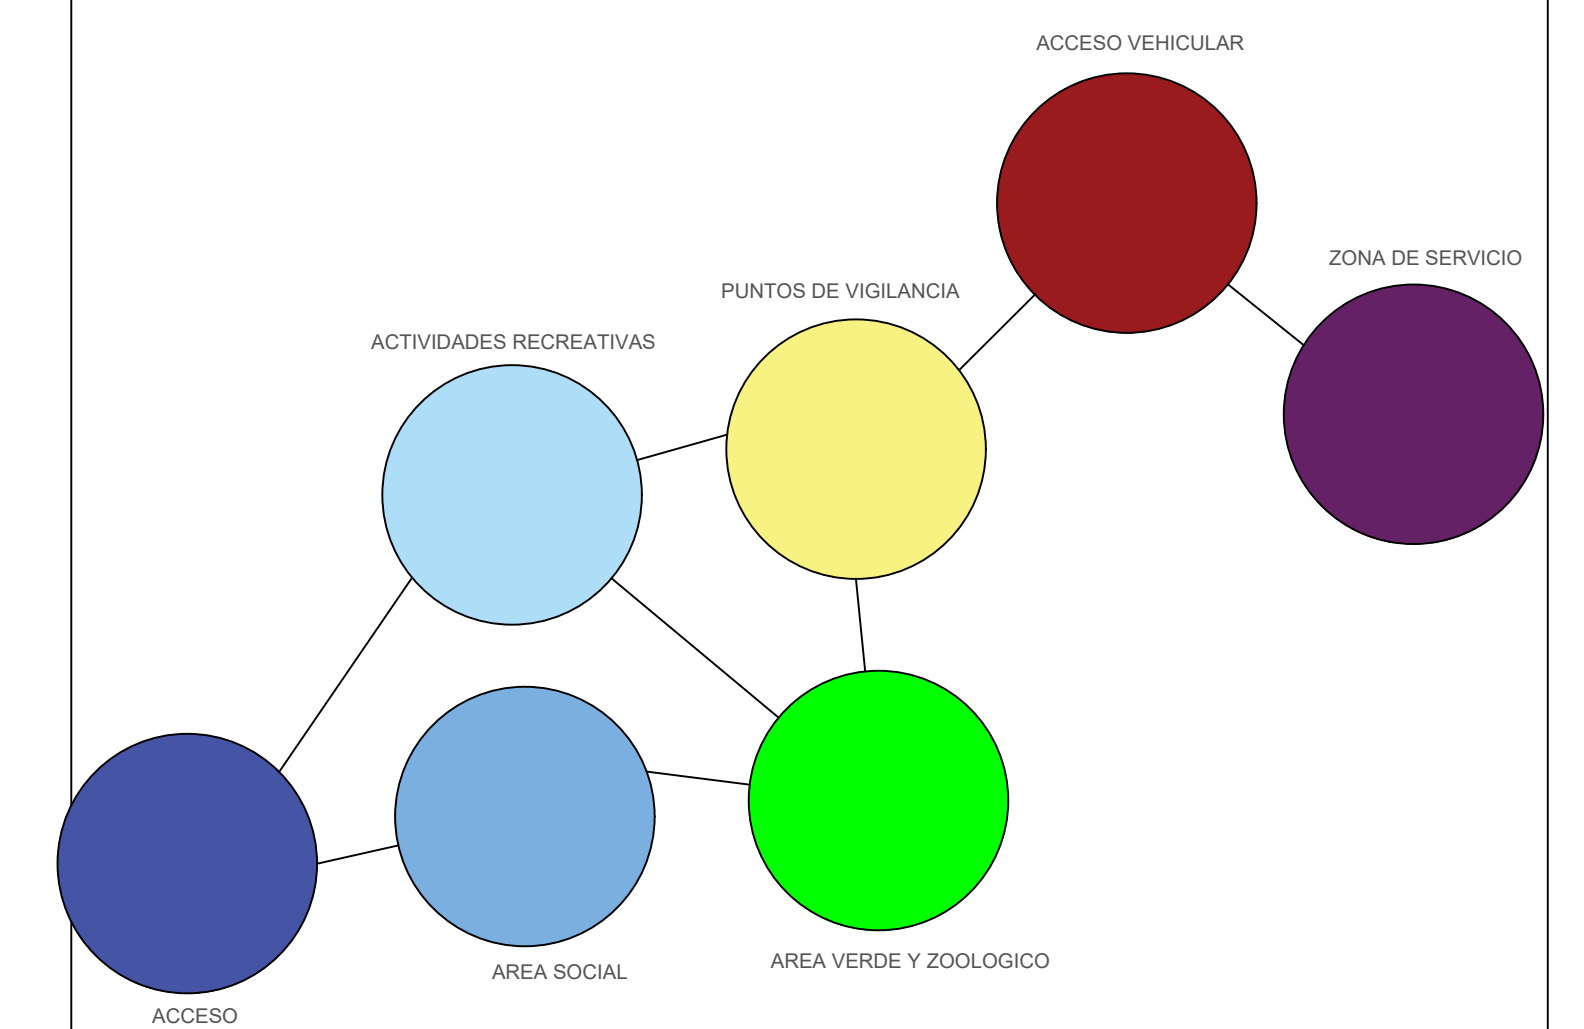 ACCESO VEHICULAR
ZONA DE SERVICIO
PUNTOS DE VIGILANCIA
ACTIVIDADES RECREATIVAS
AREA VERDE Y ZOOLOGICO
AREA SOCIAL
ACCESO